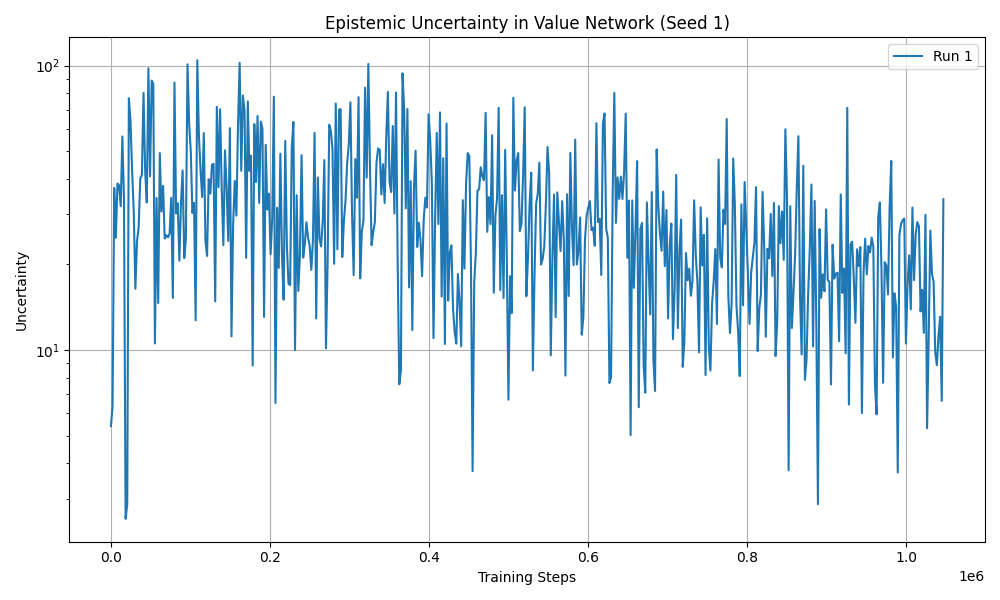 Epistemic Uncertainty in Value Network (Seed 1)
Run 1
Uncertainty
10²
10¹
0.0 0.2 0.4 0.6 0.8 1.0
1e6
Training Steps